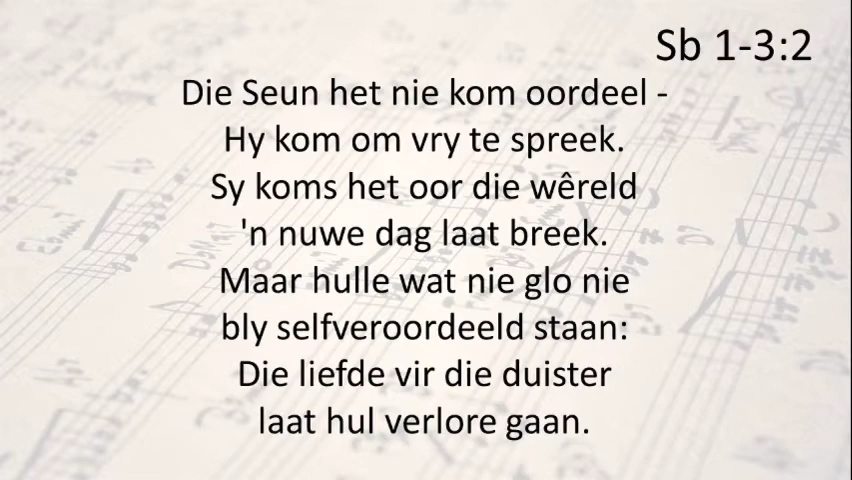 Sb 1-3:2
Die Seun het nie kom oordeel -
Hy kom om vry te spreek.
Sy koms het oor die wêreld
'n nuwe dag laat breek.
Maar hulle wat nie glo nie
bly selfveroordeeld staan:
Die liefde vir die duister
laat hul verlore gaan.